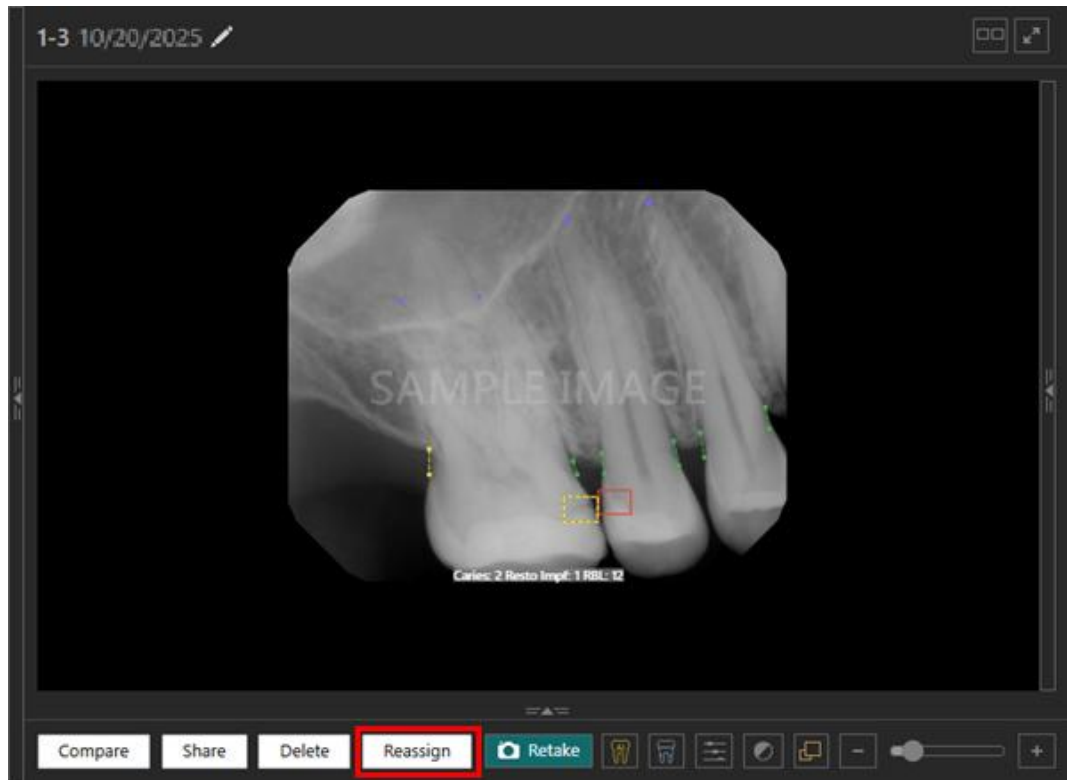 1-3 10/20/2025
SAMPLE IMAGE
Caries: 2 Resto Impf: 1 RBL: 12
Compare Share Delete Reassign Retake